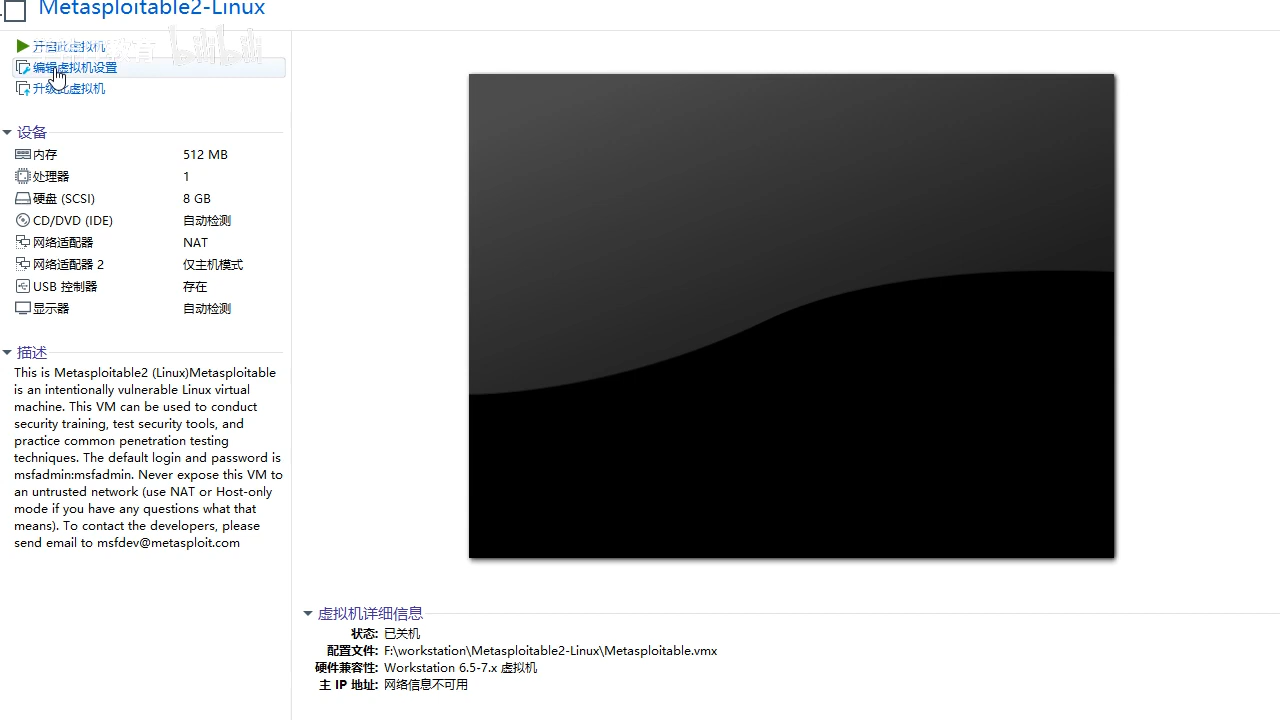 Metasploitable2-Linux
开启此虚拟机
编辑虚拟机设置
升级此虚拟机
设备
内存 512 MB
处理器 1
硬盘 (SCSI) 8 GB
CD/DVD (IDE) 自动检测
网络适配器 NAT
网络适配器 2 仅主机模式
USB 控制器 存在
显示器 自动检测
描述
This is Metasploitable2 (Linux)Metasploitable
is an intentionally vulnerable Linux virtual
machine. This VM can be used to conduct
security training, test security tools, and
practice common penetration testing
techniques. The default login and password is
msfadmin:msfadmin. Never expose this VM to
an untrusted network (use NAT or Host-only
mode if you have any questions what that
means). To contact the developers, please
send email to msfdev@metasploit.com
虚拟机详细信息
状态: 已关机
配置文件: F:\workstation\Metasploitable2-Linux\Metasploitable.vmx
硬件兼容性: Workstation 6.5-7.x 虚拟机
主 IP 地址: 网络信息不可用